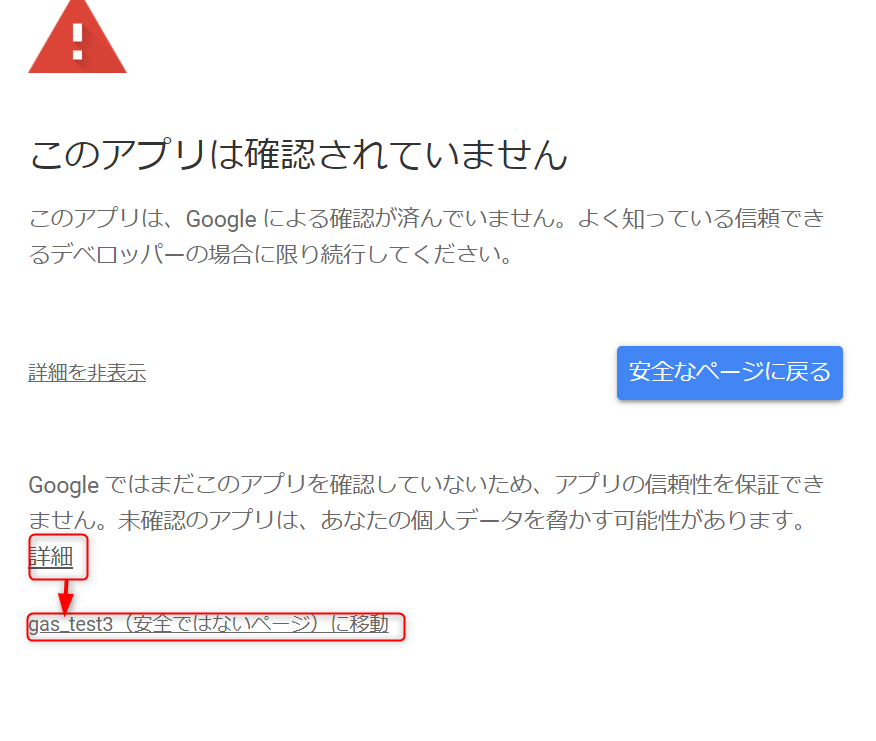 このアプリは確認されていません
このアプリは、Google による確認が済んでいません。よく知っている信頼でき
るデベロッパーの場合に限り続行してください。
詳細を非表示
安全なページに戻る
Google ではまだこのアプリを確認していないため、アプリの信頼性を保証でき
ません。未確認のアプリは、あなたの個人データを脅かす可能性があります。
詳細
gas_test3（安全ではないページ）に移動